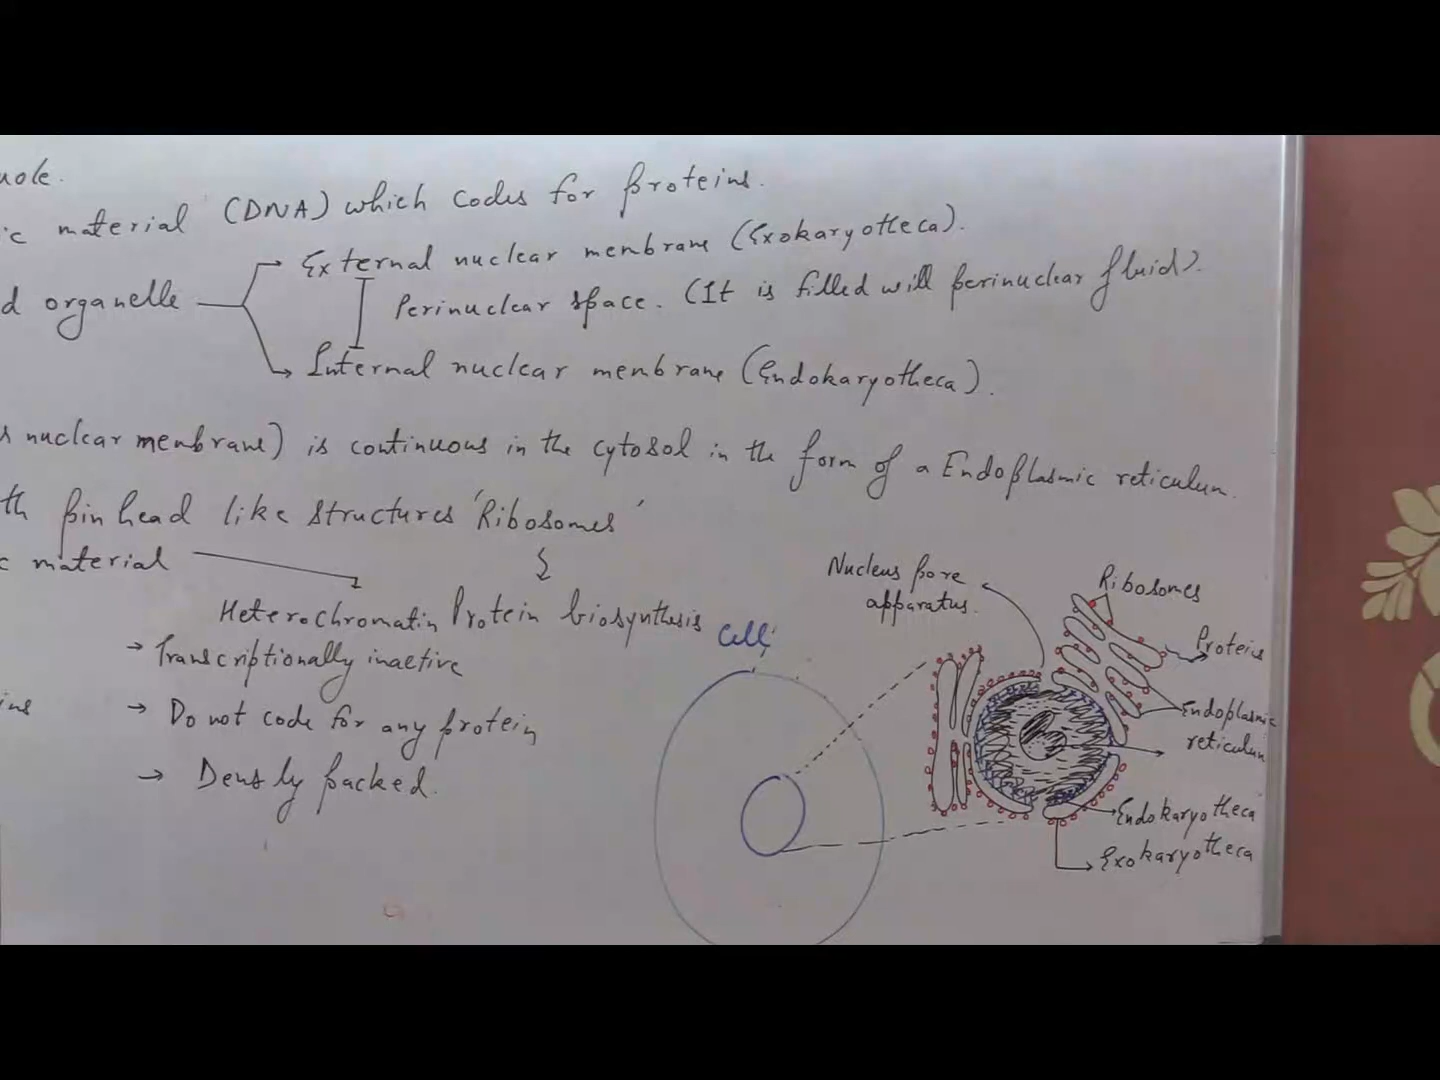 uole.
ic material (DNA) which codes for proteins.
External nuclear membrane (Exokaryotheca).
d organelle
Perinuclear space. (It is filled will perinuclear fluid).
Internal nuclear membrane (Endokaryotheca).
s nuclear membrane) is continuous in the cytosol in the form of a Endoplasmic reticulum.
th pin head like structures 'Ribosomes'
c material
Heterochromatin Protein biosynthesis
→ Transcriptionally inactive
ins
→ Do not code for any protein
→ Densly packed.
Cell
Nucleus pore
apparatus.
Ribosomes
Proteins
Endoplasmic
reticulum
Endokaryotheca
Exokaryotheca